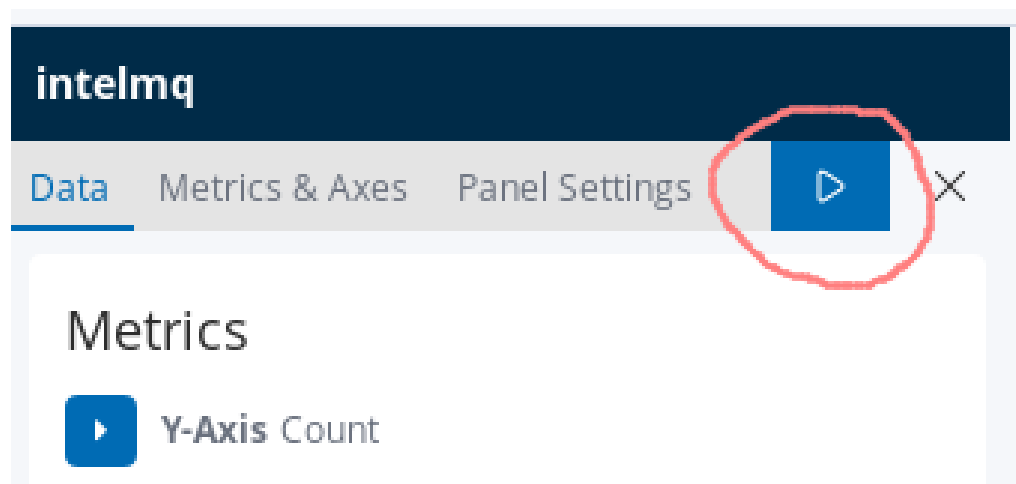 intelmq
Data Metrics & Axes Panel Settings
Metrics
Y-Axis Count